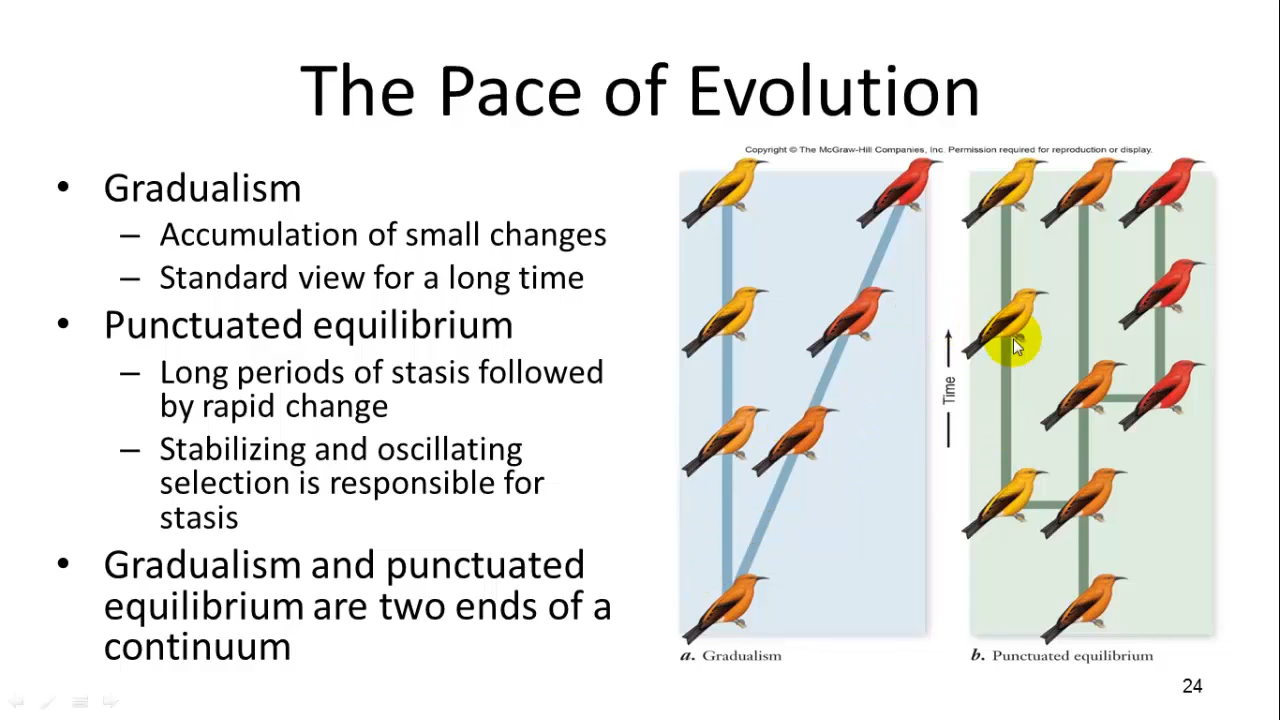 The Pace of Evolution
Copyright © The McGraw-Hill Companies, Inc. Permission required for reproduction or display.
• Gradualism
– Accumulation of small changes
– Standard view for a long time
• Punctuated equilibrium
– Long periods of stasis followed
by rapid change
– Stabilizing and oscillating
selection is responsible for
stasis
• Gradualism and punctuated
equilibrium are two ends of a
continuum
Time
a. Gradualism
b. Punctuated equilibrium
24